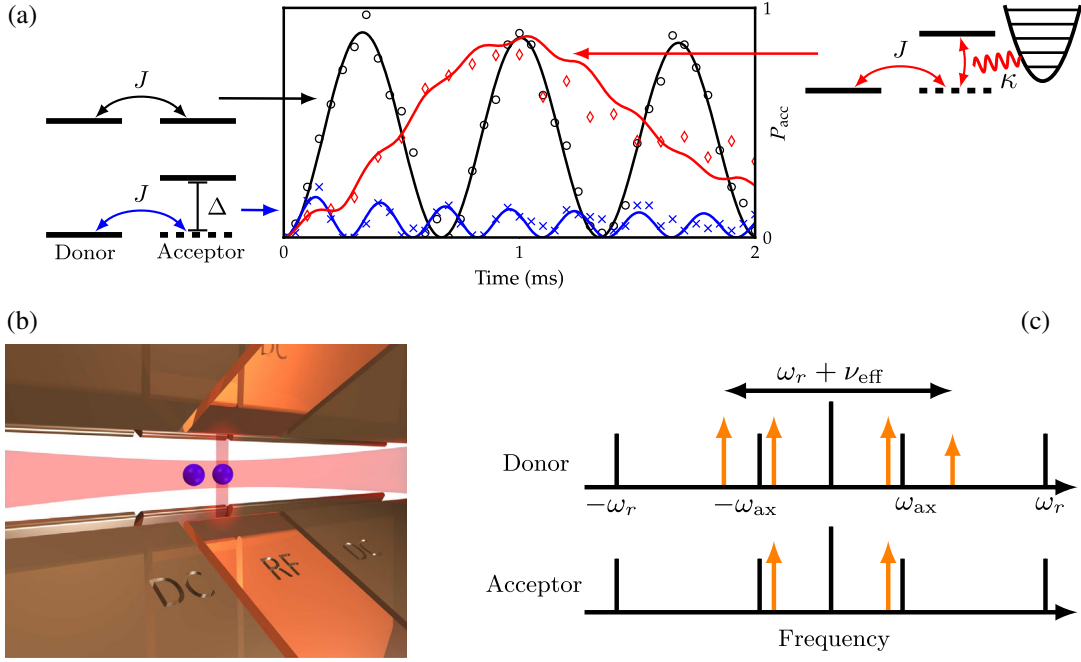 (a)
J
J
Δ
Donor
Acceptor
1
P_acc
0
0
1
2
Time (ms)
J
κ
(b)
DC
DC
RF
DC
(c)
ω_r + ν_eff
Donor
−ω_r
−ω_ax
ω_ax
ω_r
Acceptor
Frequency